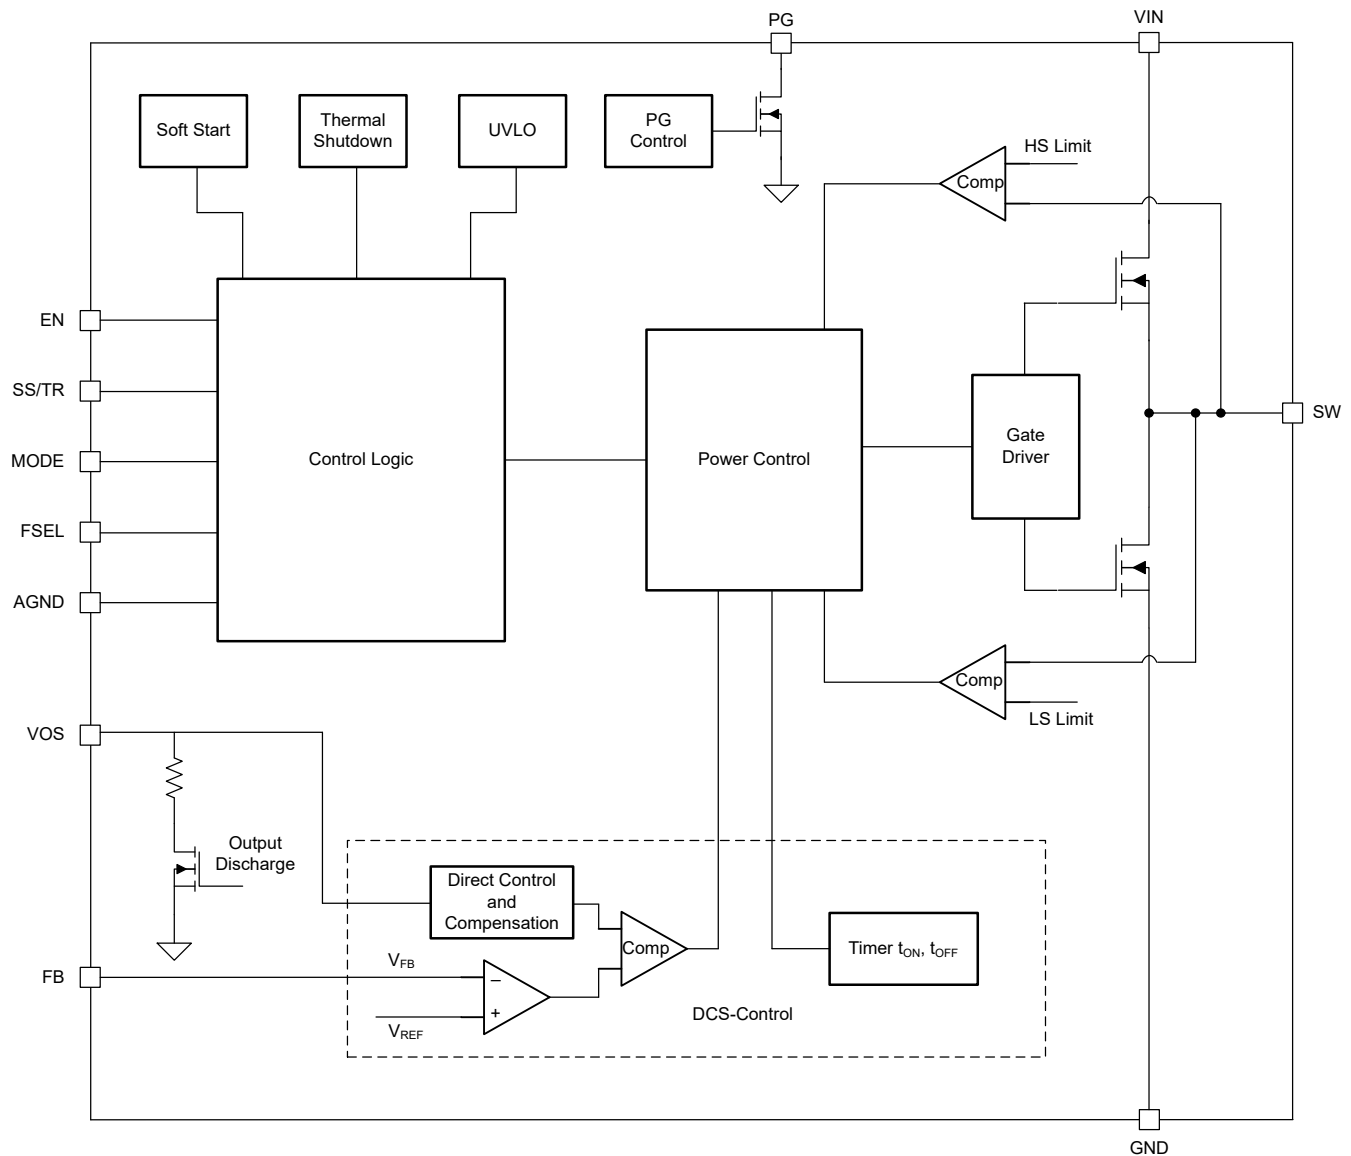 PG
VIN
Soft Start
Thermal
Shutdown
UVLO
PG
Control
HS Limit
Comp
EN
SS/TR
MODE
FSEL
AGND
Control Logic
Power Control
Gate
Driver
SW
Comp
LS Limit
VOS
Output
Discharge
Direct Control
and
Compensation
Comp
Timer tON, tOFF
FB
VFB
−
+
VREF
DCS-Control
GND